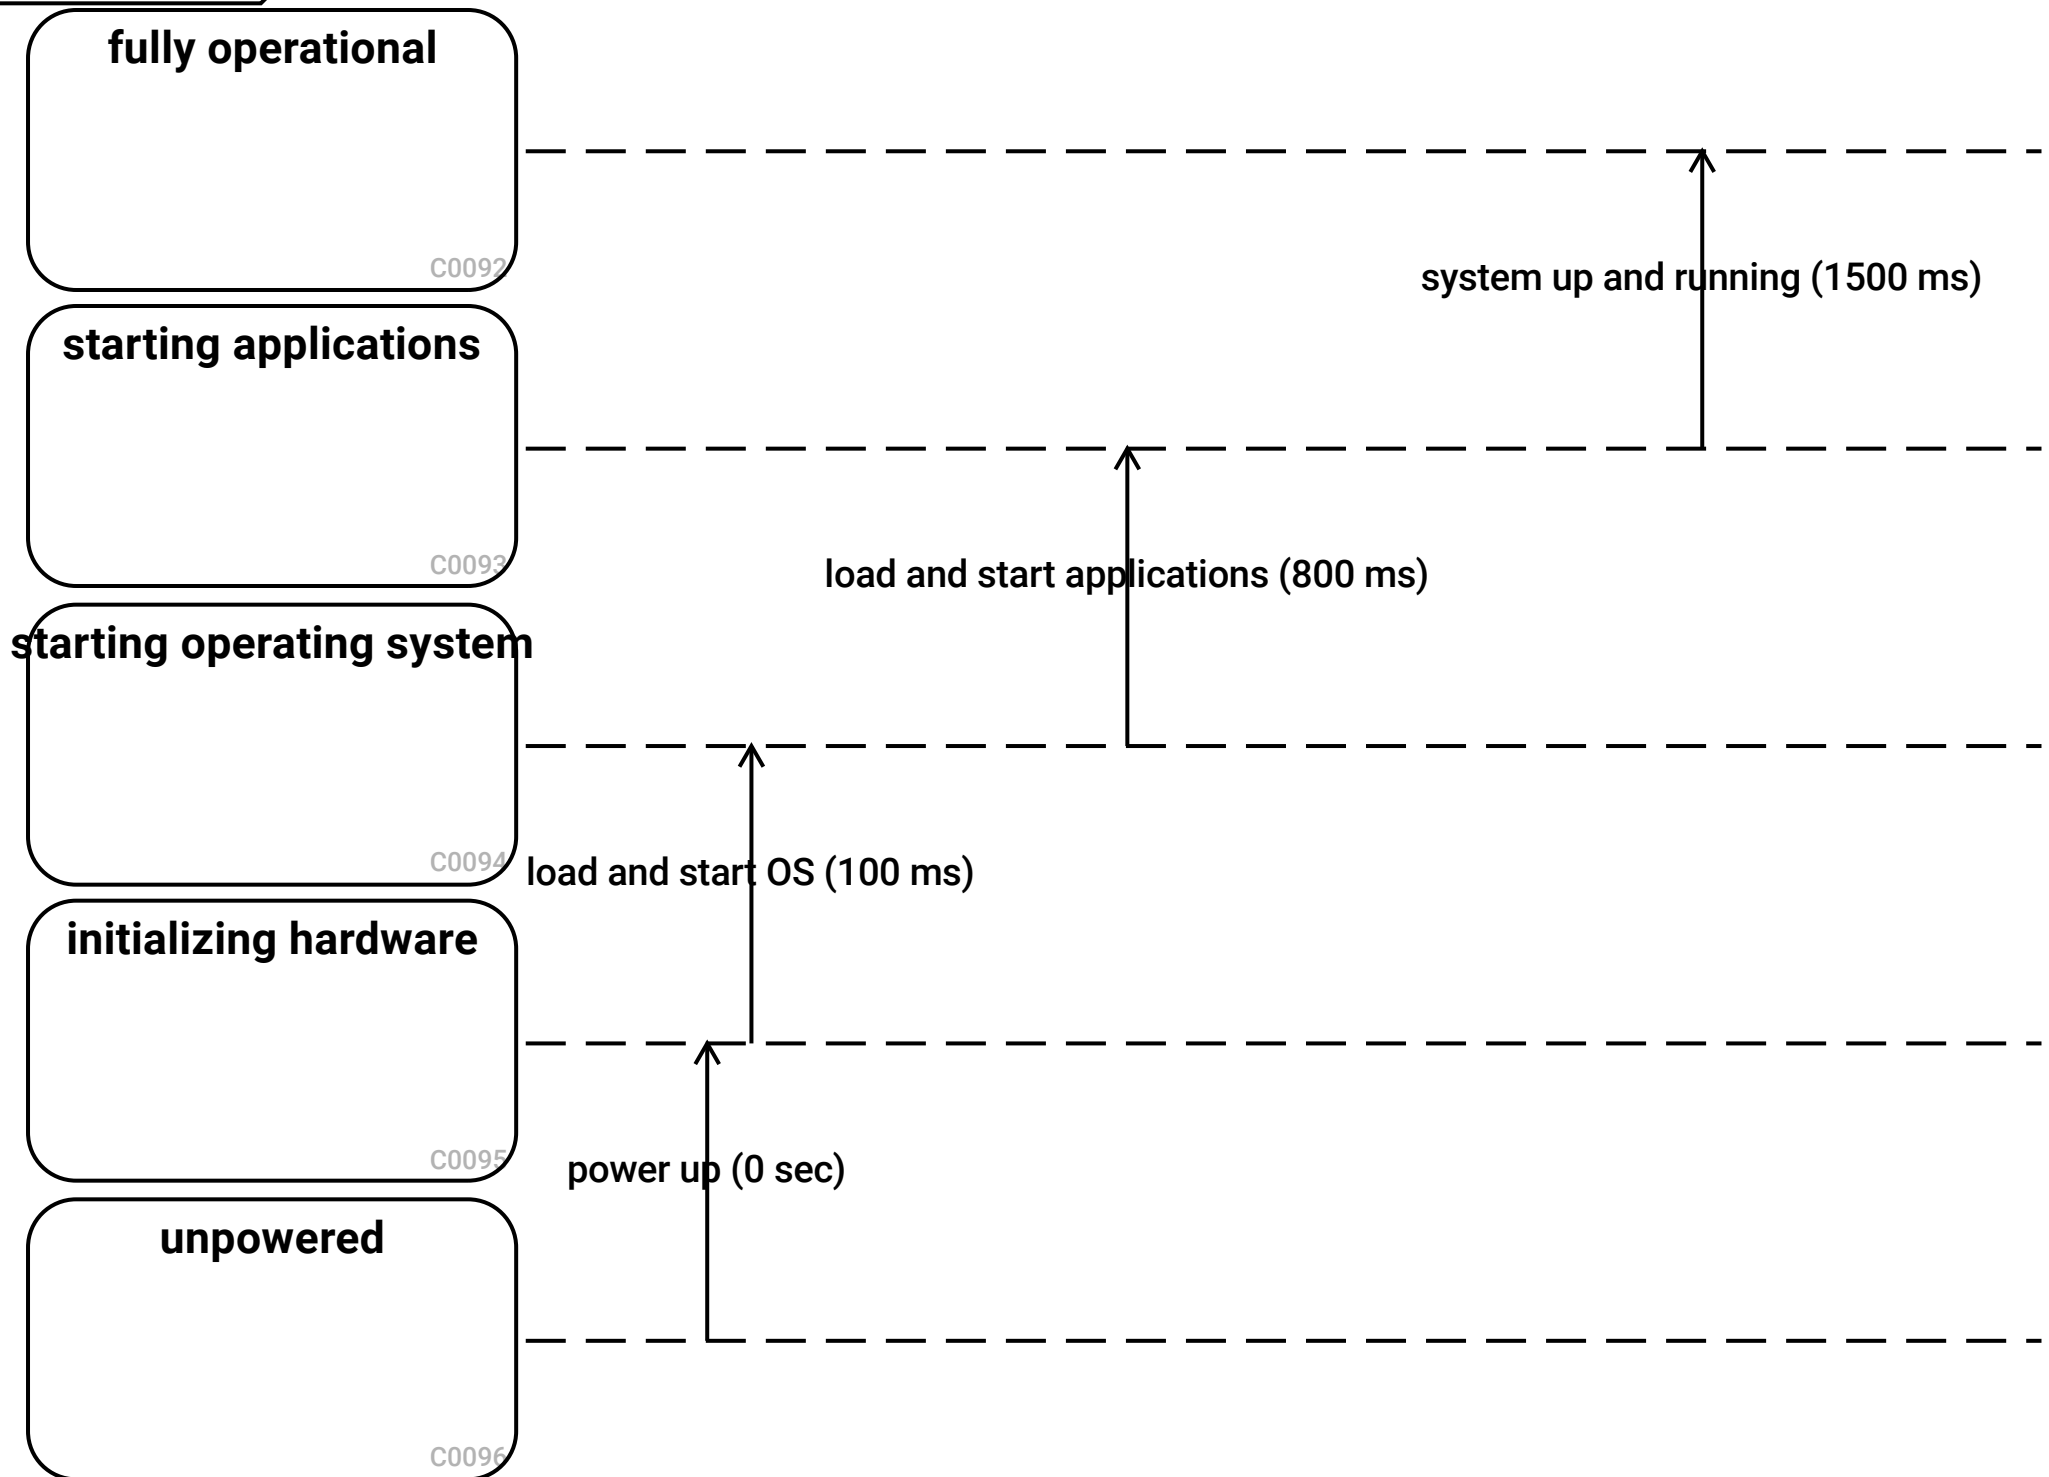 fully operational
C0092
system up and running (1500 ms)
starting applications
C0093
load and start applications (800 ms)
starting operating system
C0094
load and start OS (100 ms)
initializing hardware
C0095
power up (0 sec)
unpowered
C0096